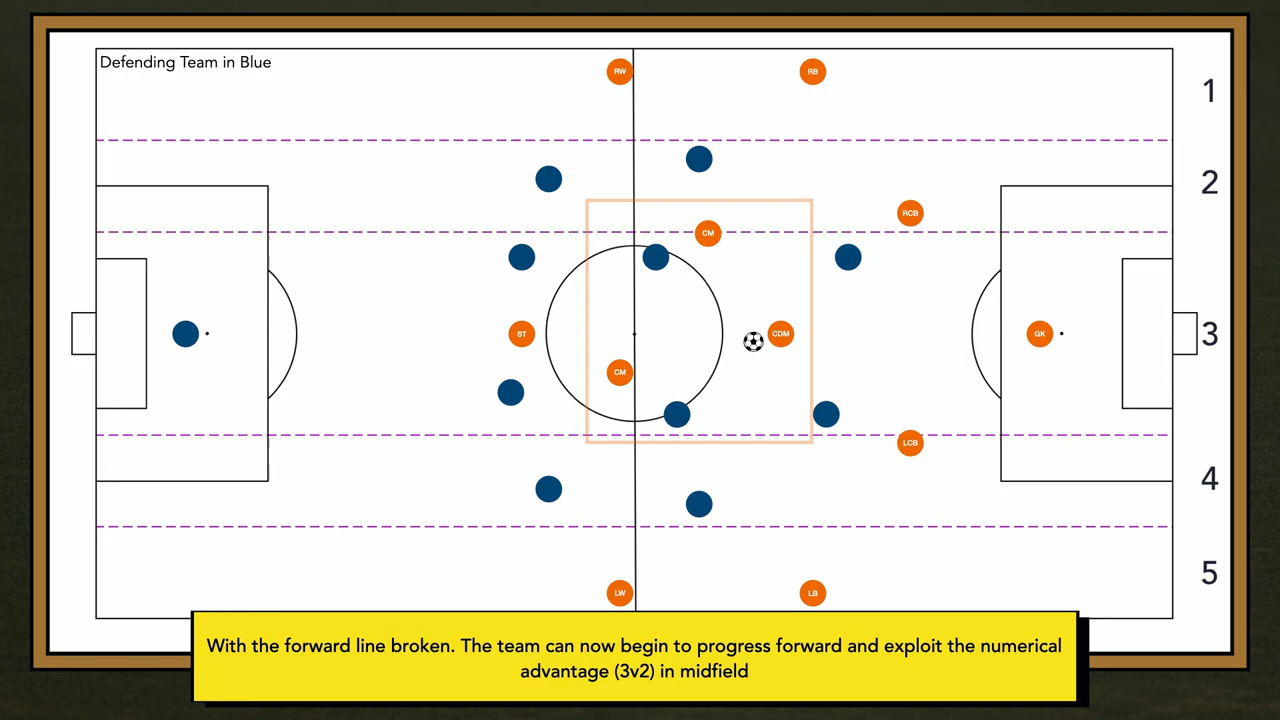 Defending Team in Blue
RW
RB
1
2
RCB
CM
ST
CDM
GK
3
CM
LCB
4
5
LW
LB
With the forward line broken. The team can now begin to progress forward and exploit the numerical
advantage (3v2) in midfield